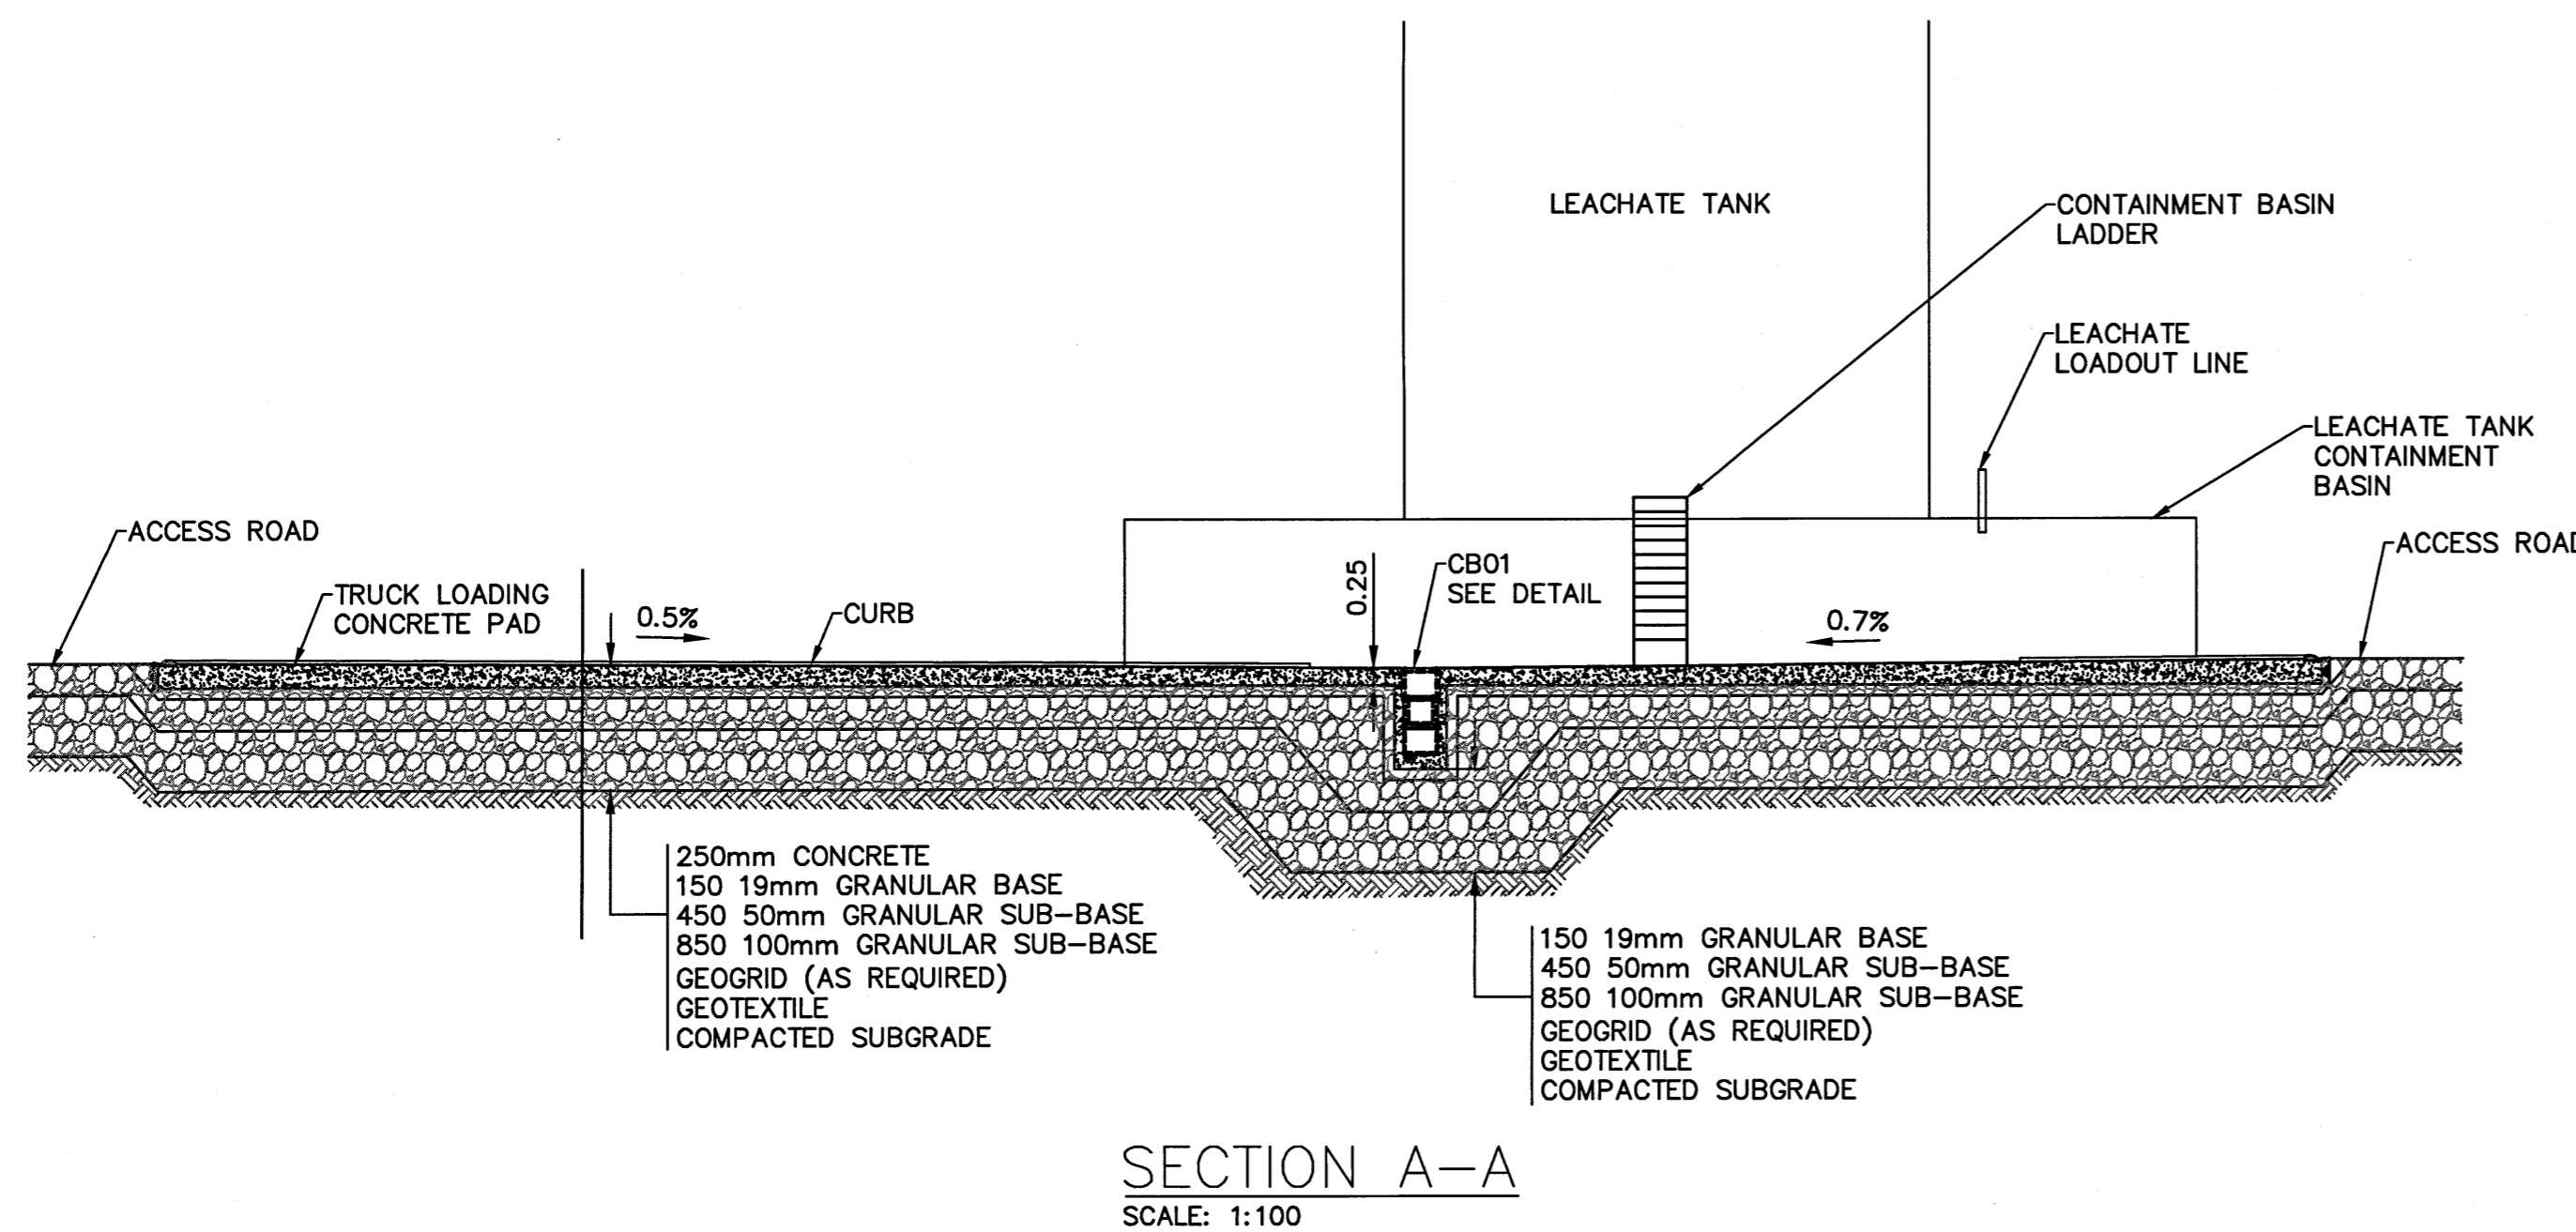 LEACHATE TANK
CONTAINMENT BASIN
LADDER
LEACHATE
LOADOUT LINE
LEACHATE TANK
CONTAINMENT
BASIN
ACCESS ROAD
ACCESS ROAD
TRUCK LOADING
CONCRETE PAD
0.5%
CURB
0.25
CB01
SEE DETAIL
0.7%
250mm CONCRETE
150 19mm GRANULAR BASE
450 50mm GRANULAR SUB-BASE
850 100mm GRANULAR SUB-BASE
GEOGRID (AS REQUIRED)
GEOTEXTILE
COMPACTED SUBGRADE
150 19mm GRANULAR BASE
450 50mm GRANULAR SUB-BASE
850 100mm GRANULAR SUB-BASE
GEOGRID (AS REQUIRED)
GEOTEXTILE
COMPACTED SUBGRADE
SECTION A-A
SCALE: 1:100